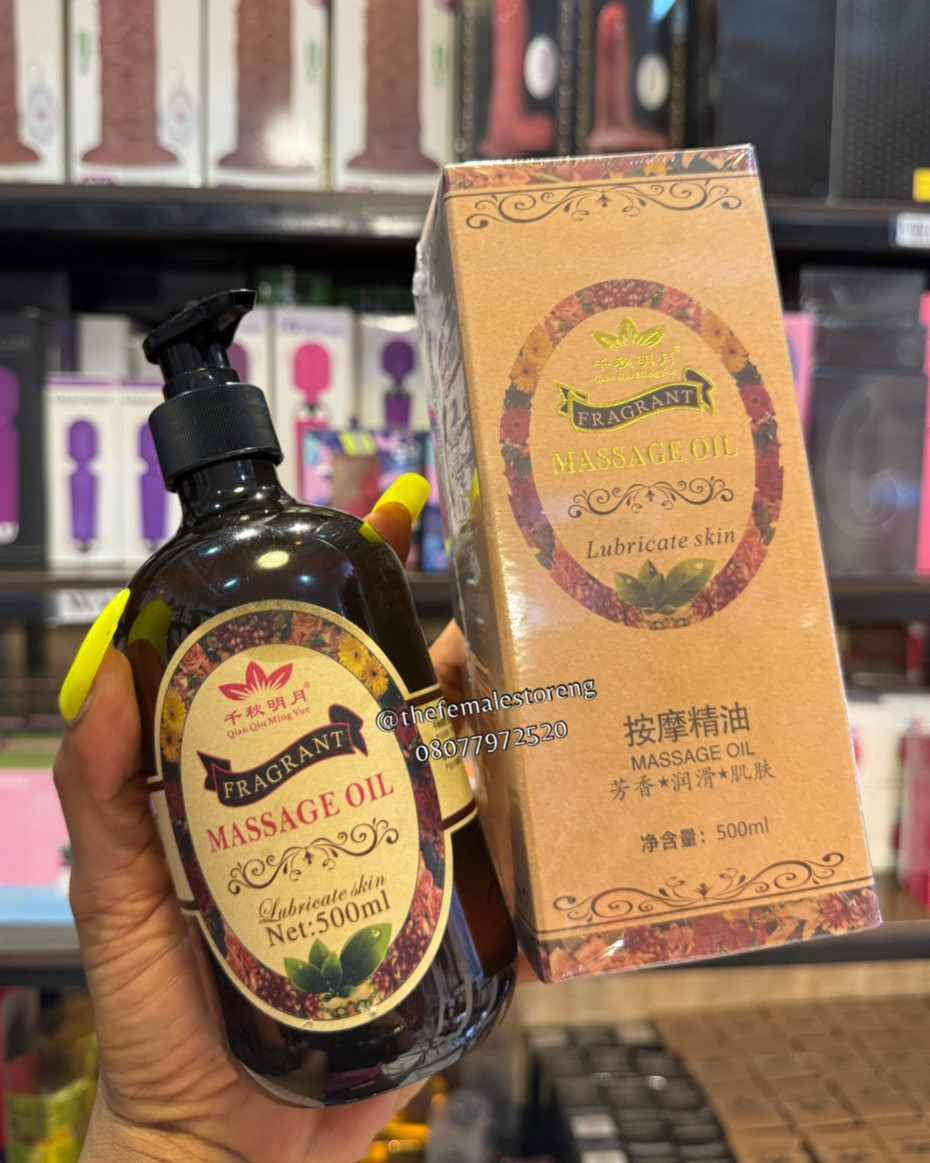 千秋明月®
Qian Qiu Ming Yue
FRAGRANT
MASSAGE OIL
Lubricate skin
按摩精油
MASSAGE OIL
芳香★润滑★肌肤
净含量：500ml
千秋明月®
Qian Qiu Ming Yue
FRAGRANT
MASSAGE OIL
Lubricate skin
Net:500ml
@thefemalestoreng
08077972520